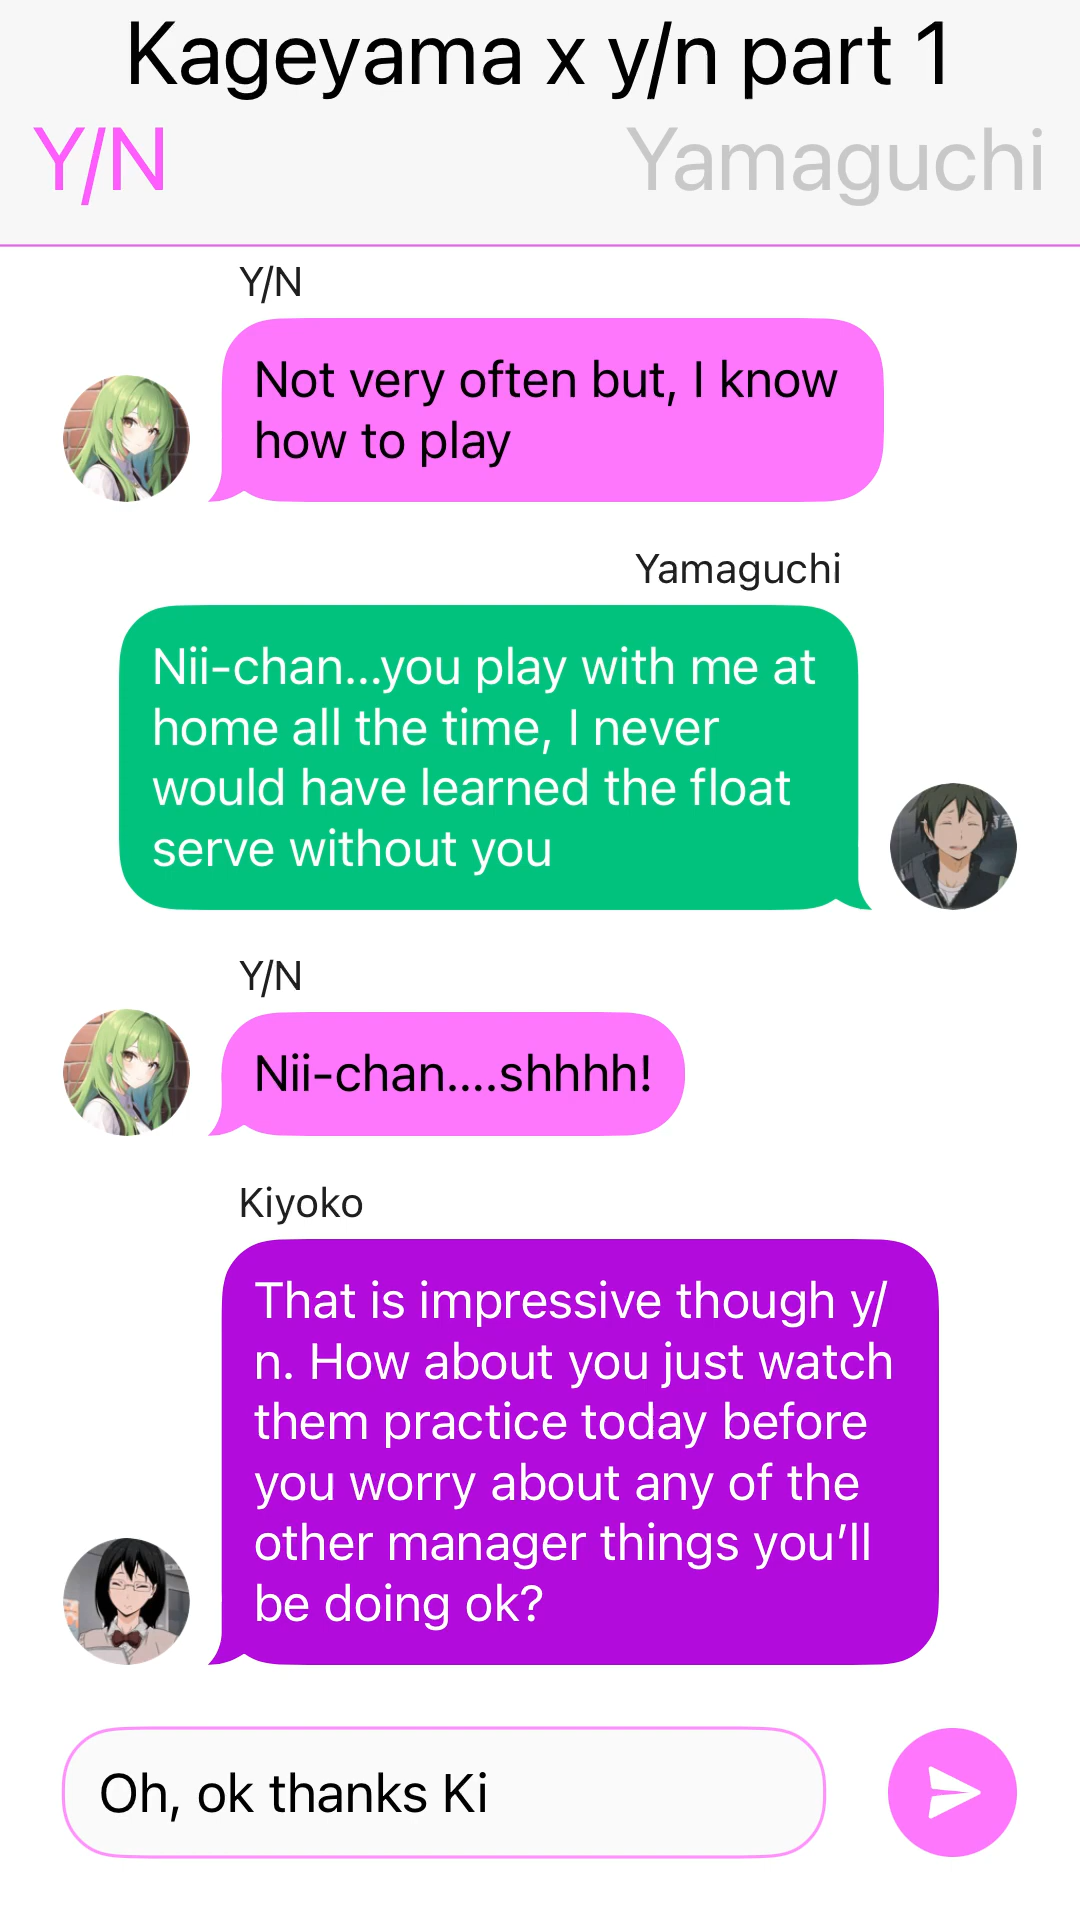 Kageyama x y/n part 1
Y/N
Yamaguchi
Y/N
Not very often but, I know
how to play
Yamaguchi
Nii-chan...you play with me at
home all the time, I never
would have learned the float
serve without you
Y/N
Nii-chan....shhhh!
Kiyoko
That is impressive though y/
n. How about you just watch
them practice today before
you worry about any of the
other manager things you’ll
be doing ok?
Oh, ok thanks Ki